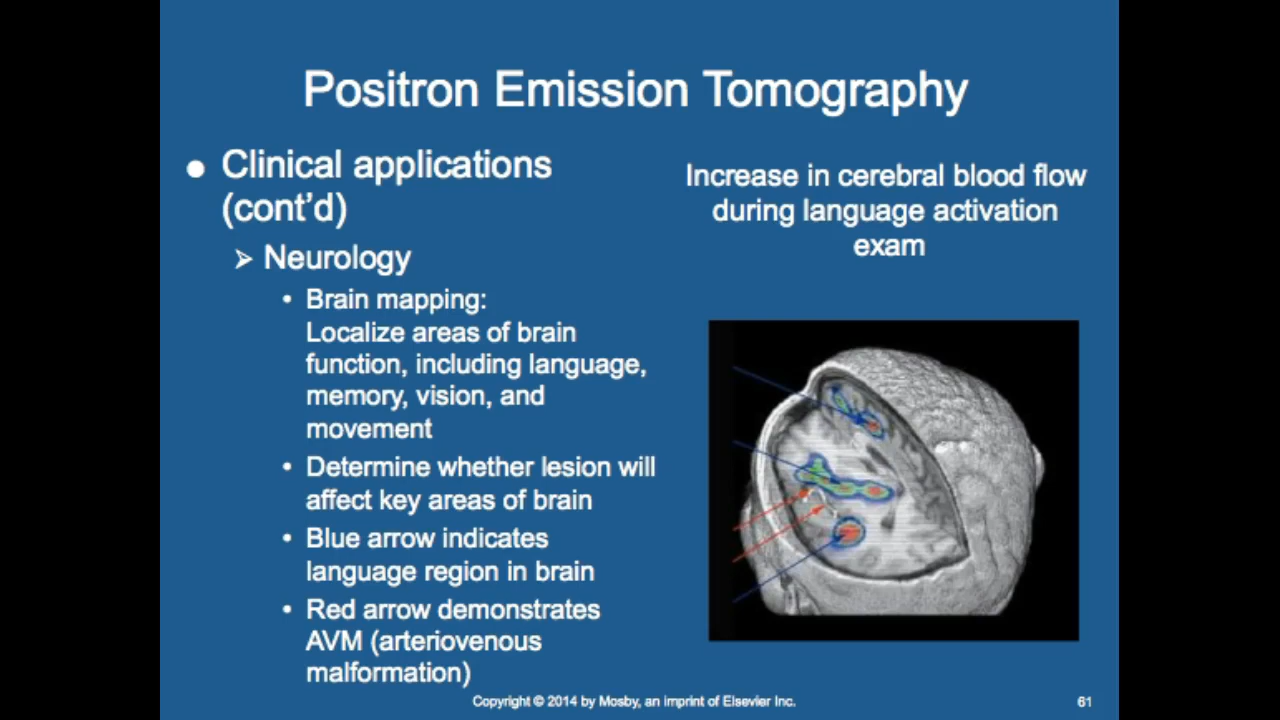 Positron Emission Tomography
● Clinical applications
(cont’d)
➢ Neurology
• Brain mapping:
Localize areas of brain
function, including language,
memory, vision, and
movement
• Determine whether lesion will
affect key areas of brain
• Blue arrow indicates
language region in brain
• Red arrow demonstrates
AVM (arteriovenous
malformation)
Increase in cerebral blood flow
during language activation
exam
Copyright © 2014 by Mosby, an imprint of Elsevier Inc.
61